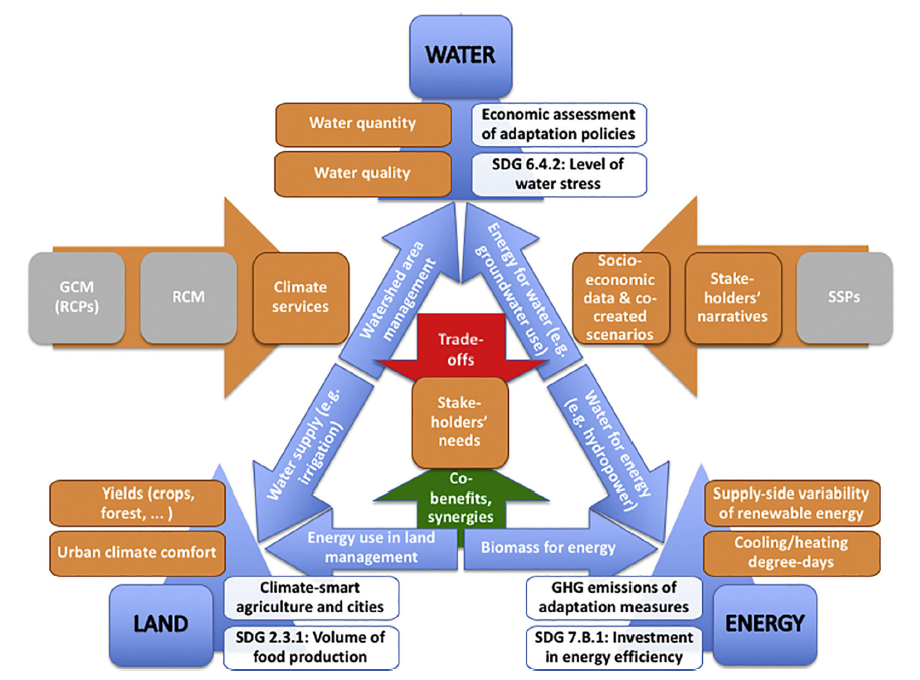 WATER
Water quantity
Economic assessment
of adaptation policies
Water quality
SDG 6.4.2: Level of
water stress
GCM
(RCPs)
RCM
Climate
services
Watershed area
management
Energy for water (e.g.
groundwater use)
Socio-
economic
data & co-
created
scenarios
Stake-
holders’
narratives
SSPs
Trade-
offs
Stake-
holders’
needs
Co-
benefits,
synergies
Water supply (e.g.
irrigation)
Water for energy
(e.g. hydropower)
Yields (crops,
forest, ... )
Urban climate comfort
Energy use in land
management
Biomass for energy
Supply-side variability
of renewable energy
Cooling/heating
degree-days
LAND
Climate-smart
agriculture and cities
SDG 2.3.1: Volume of
food production
GHG emissions of
adaptation measures
SDG 7.B.1: Investment
in energy efficiency
ENERGY